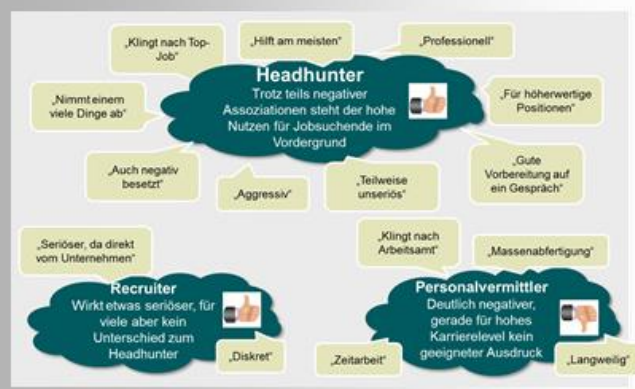 „Klingt nach Top-
Job“
„Hilft am meisten“
„Professionell“
Headhunter
Trotz teils negativer
Assoziationen steht der hohe
Nutzen für Jobsuchende im
Vordergrund
„Nimmt einem
viele Dinge ab“
„Für höherwertige
Positionen“
„Auch negativ
besetzt“
„Aggressiv“
„Teilweise
unseriös“
„Gute
Vorbereitung auf
ein Gespräch“
„Seriöser, da direkt
vom Unternehmen“
Recruiter
Wirkt etwas seriöser, für
viele aber kein
Unterschied zum
Headhunter
„Diskret“
„Klingt nach
Arbeitsamt“
„Massenabfertigung“
Personalvermittler
Deutlich negativer,
gerade für hohes
Karrierelevel kein
geeigneter Ausdruck
„Zeitarbeit“
„Langweilig“